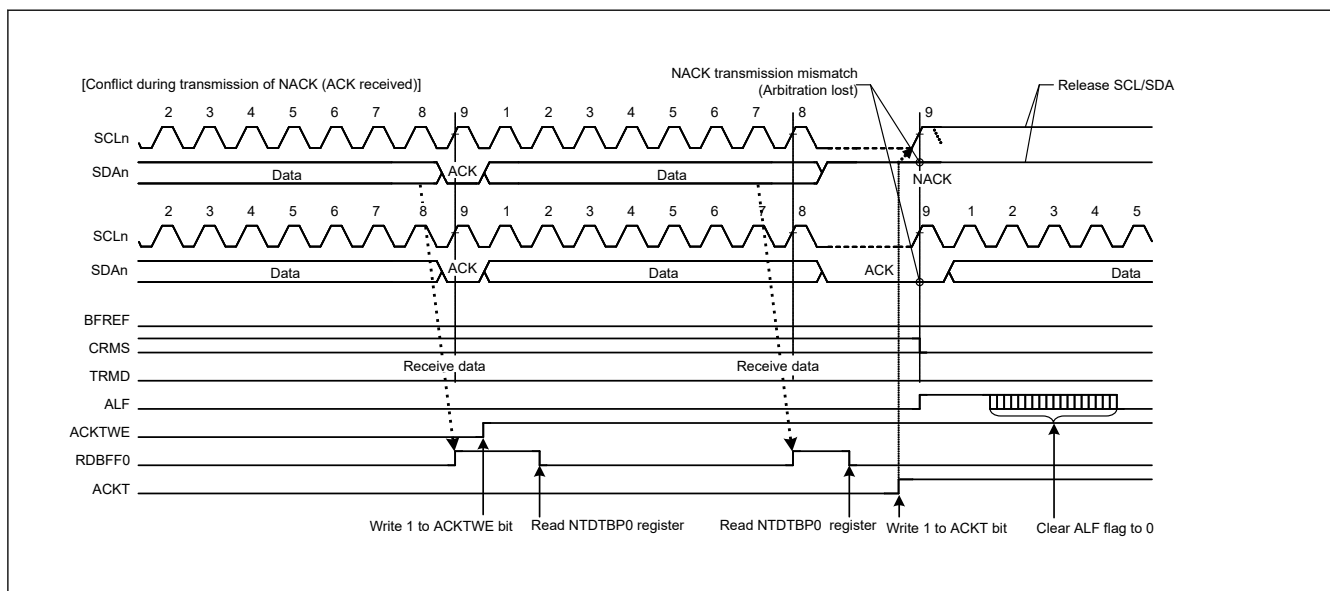 [Conflict during transmission of NACK (ACK received)]
NACK transmission mismatch
(Arbitration lost)
Release SCL/SDA
2 3 4 5 6 7 8 9 1 2 3 4 5 6 7 8 9
SCLn
SDAn Data ACK Data NACK
2 3 4 5 6 7 8 9 1 2 3 4 5 6 7 8 9 1 2 3 4 5
SCLn
SDAn Data ACK Data ACK Data
BFREF
CRMS
Receive data Receive data
TRMD
ALF
ACKTWE
RDBFF0
ACKT
Write 1 to ACKTWE bit Read NTDTBP0 register Read NTDTBP0 register Write 1 to ACKT bit Clear ALF flag to 0